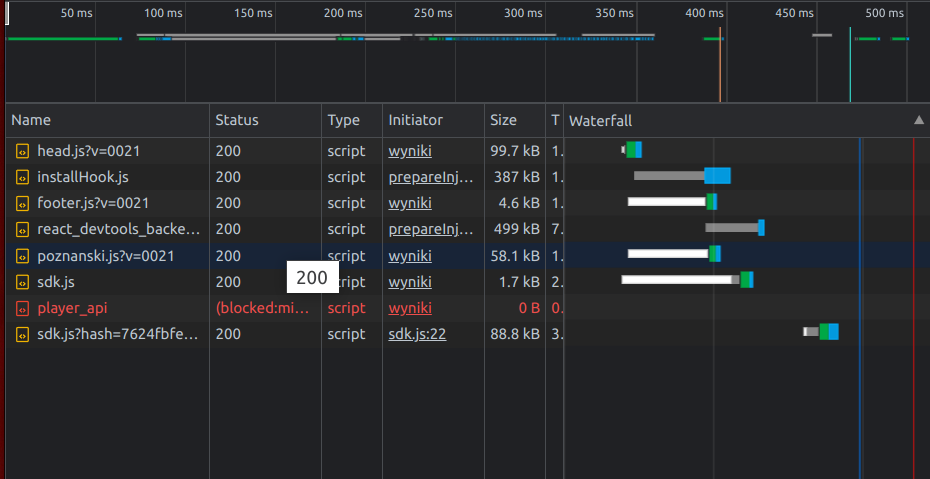 50 ms 100 ms 150 ms 200 ms 250 ms 300 ms 350 ms 400 ms 450 ms 500 ms
Name Status Type Initiator Size T Waterfall
head.js?v=0021 200 script wyniki 99.7 kB 1.
installHook.js 200 script prepareInj... 387 kB 1.
footer.js?v=0021 200 script wyniki 4.6 kB 1.
react_devtools_backe... 200 script prepareInj... 499 kB 7.
poznanski.js?v=0021 200 script wyniki 58.1 kB 1.
sdk.js 200 script wyniki 1.7 kB 2.
200
player_api (blocked:mi... script wyniki 0 B 0.
sdk.js?hash=7624fbfe... 200 script sdk.js:22 88.8 kB 3.